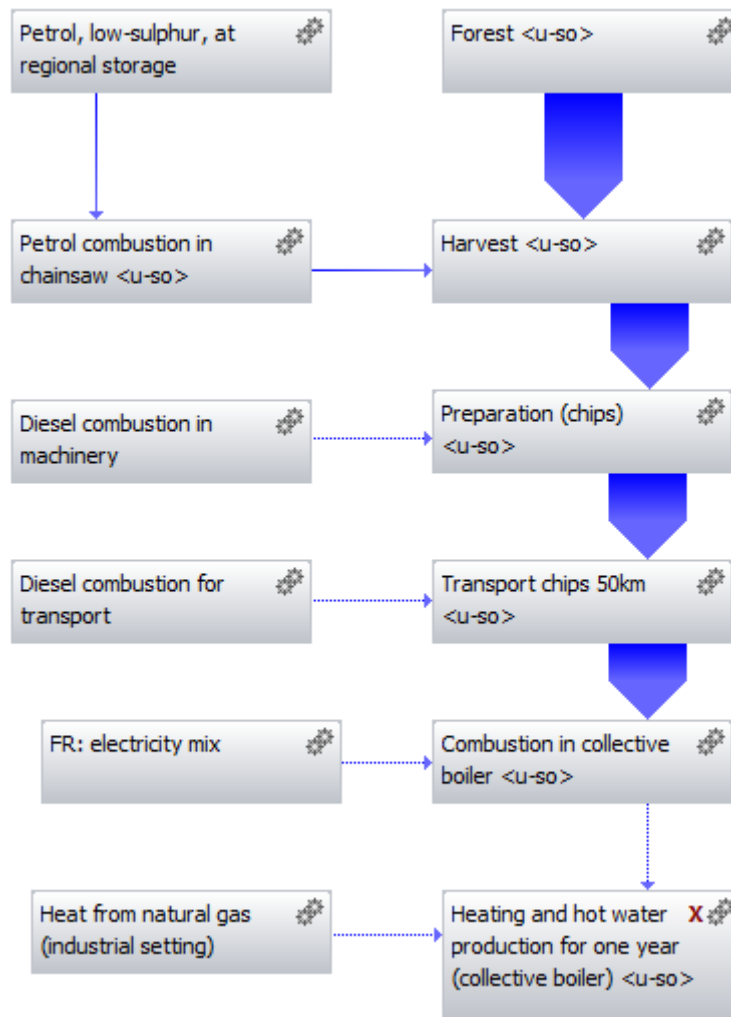 Petrol, low-sulphur, at
regional storage
Forest <u-so>
Petrol combustion in
chainsaw <u-so>
Harvest <u-so>
Diesel combustion in
machinery
Preparation (chips)
<u-so>
Diesel combustion for
transport
Transport chips 50km
<u-so>
FR: electricity mix
Combustion in collective
boiler <u-so>
Heat from natural gas
(industrial setting)
Heating and hot water X
production for one year
(collective boiler) <u-so>